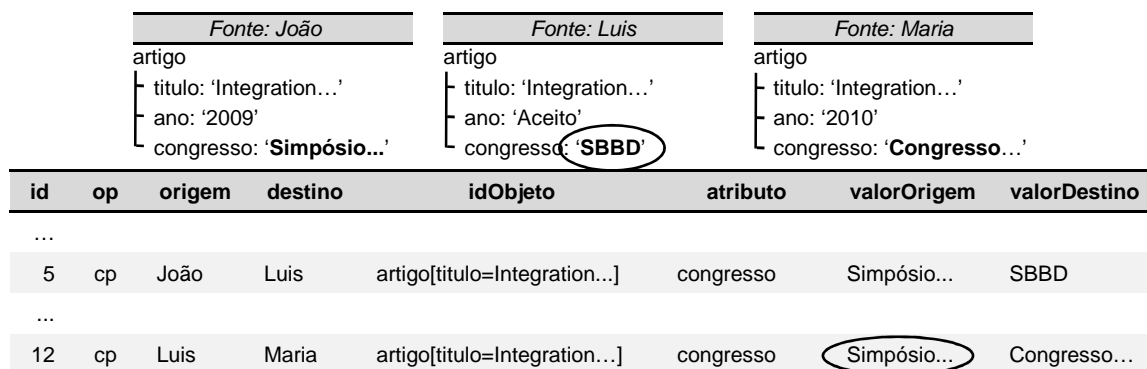 Fonte: João Fonte: Luis Fonte: Maria
artigo artigo artigo
titulo: ‘Integration…’ titulo: ‘Integration…’ titulo: ‘Integration…’
ano: ‘2009’ ano: ‘Aceito’ ano: ‘2010’
congresso: ‘Simpósio...’ congresso: ‘SBBD’ congresso: ‘Congresso…’
id op origem destino idObjeto atributo valorOrigem valorDestino
…
5 cp João Luis artigo[titulo=Integration...] congresso Simpósio... SBBD
...
12 cp Luis Maria artigo[titulo=Integration…] congresso Simpósio... Congresso…